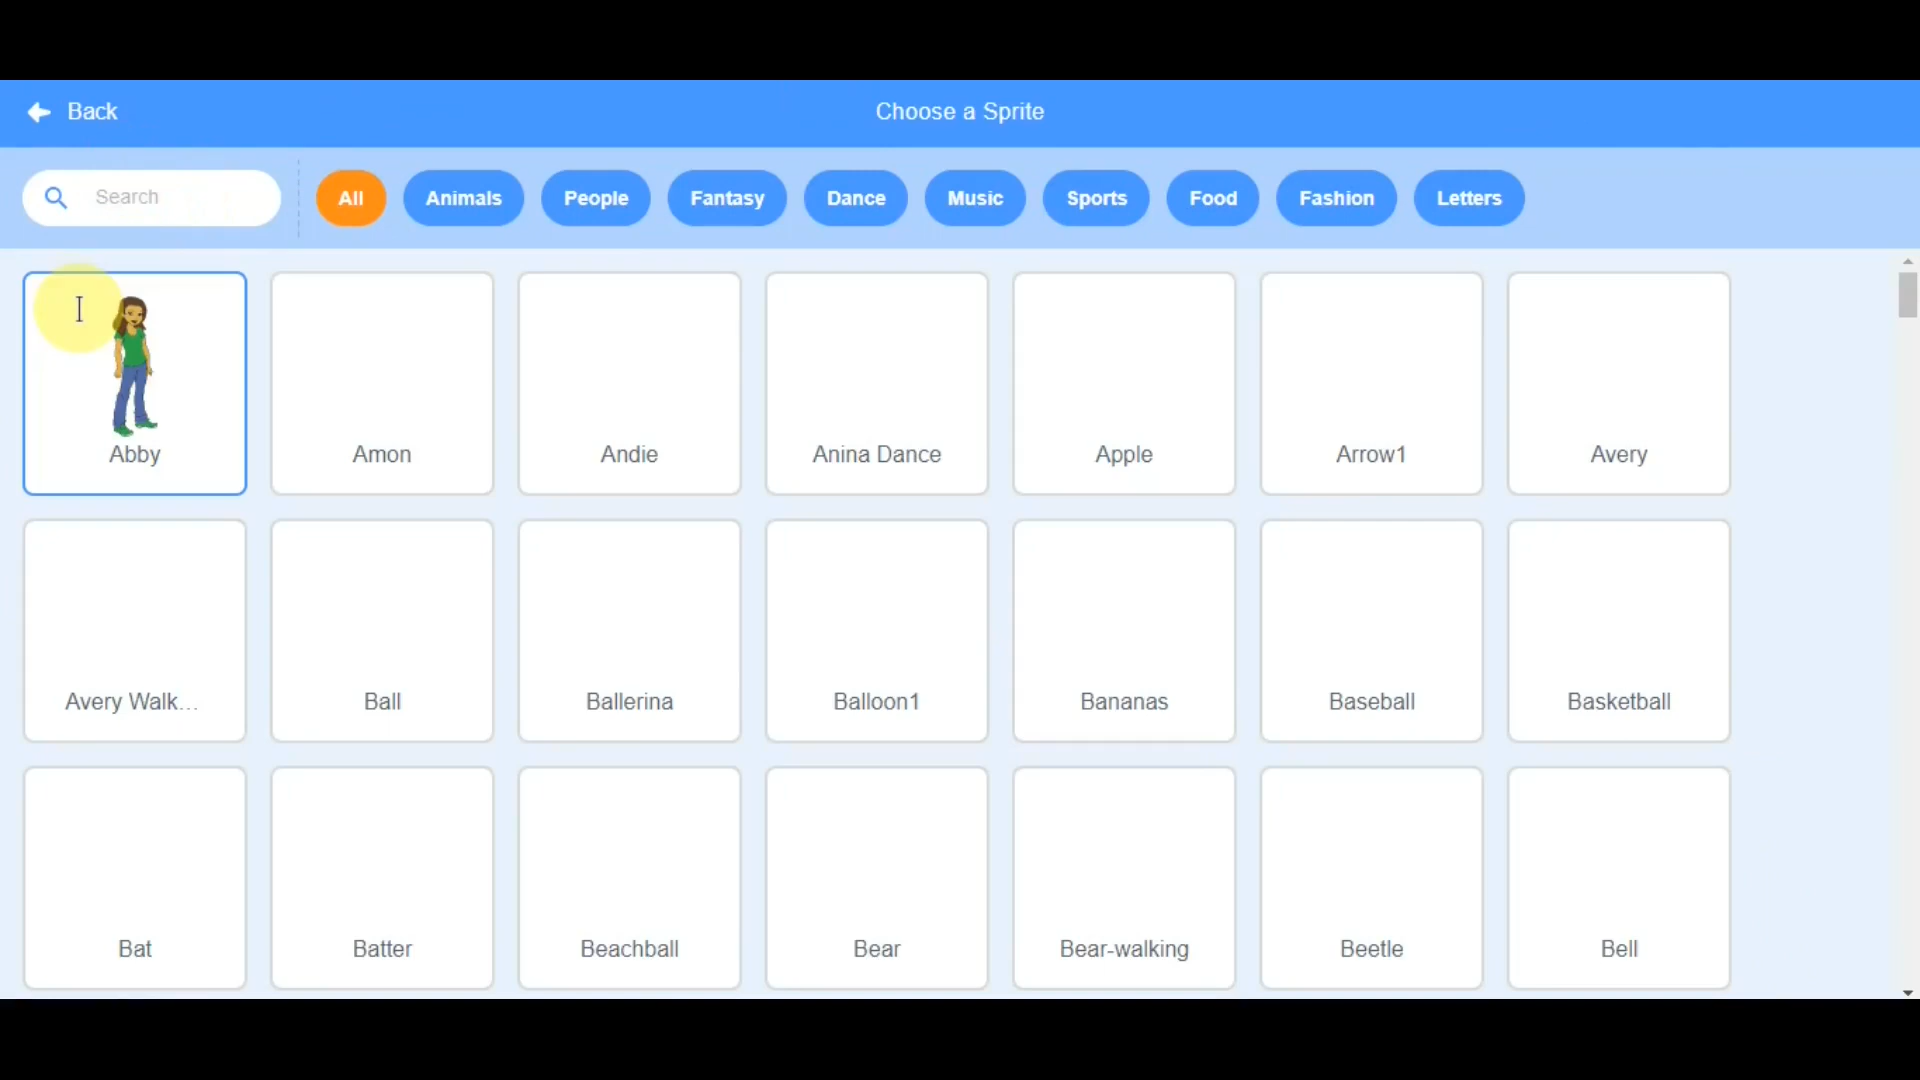 Back
Choose a Sprite
Search
All
Animals
People
Fantasy
Dance
Music
Sports
Food
Fashion
Letters
Abby
Amon
Andie
Anina Dance
Apple
Arrow1
Avery
Avery Walk...
Ball
Ballerina
Balloon1
Bananas
Baseball
Basketball
Bat
Batter
Beachball
Bear
Bear-walking
Beetle
Bell